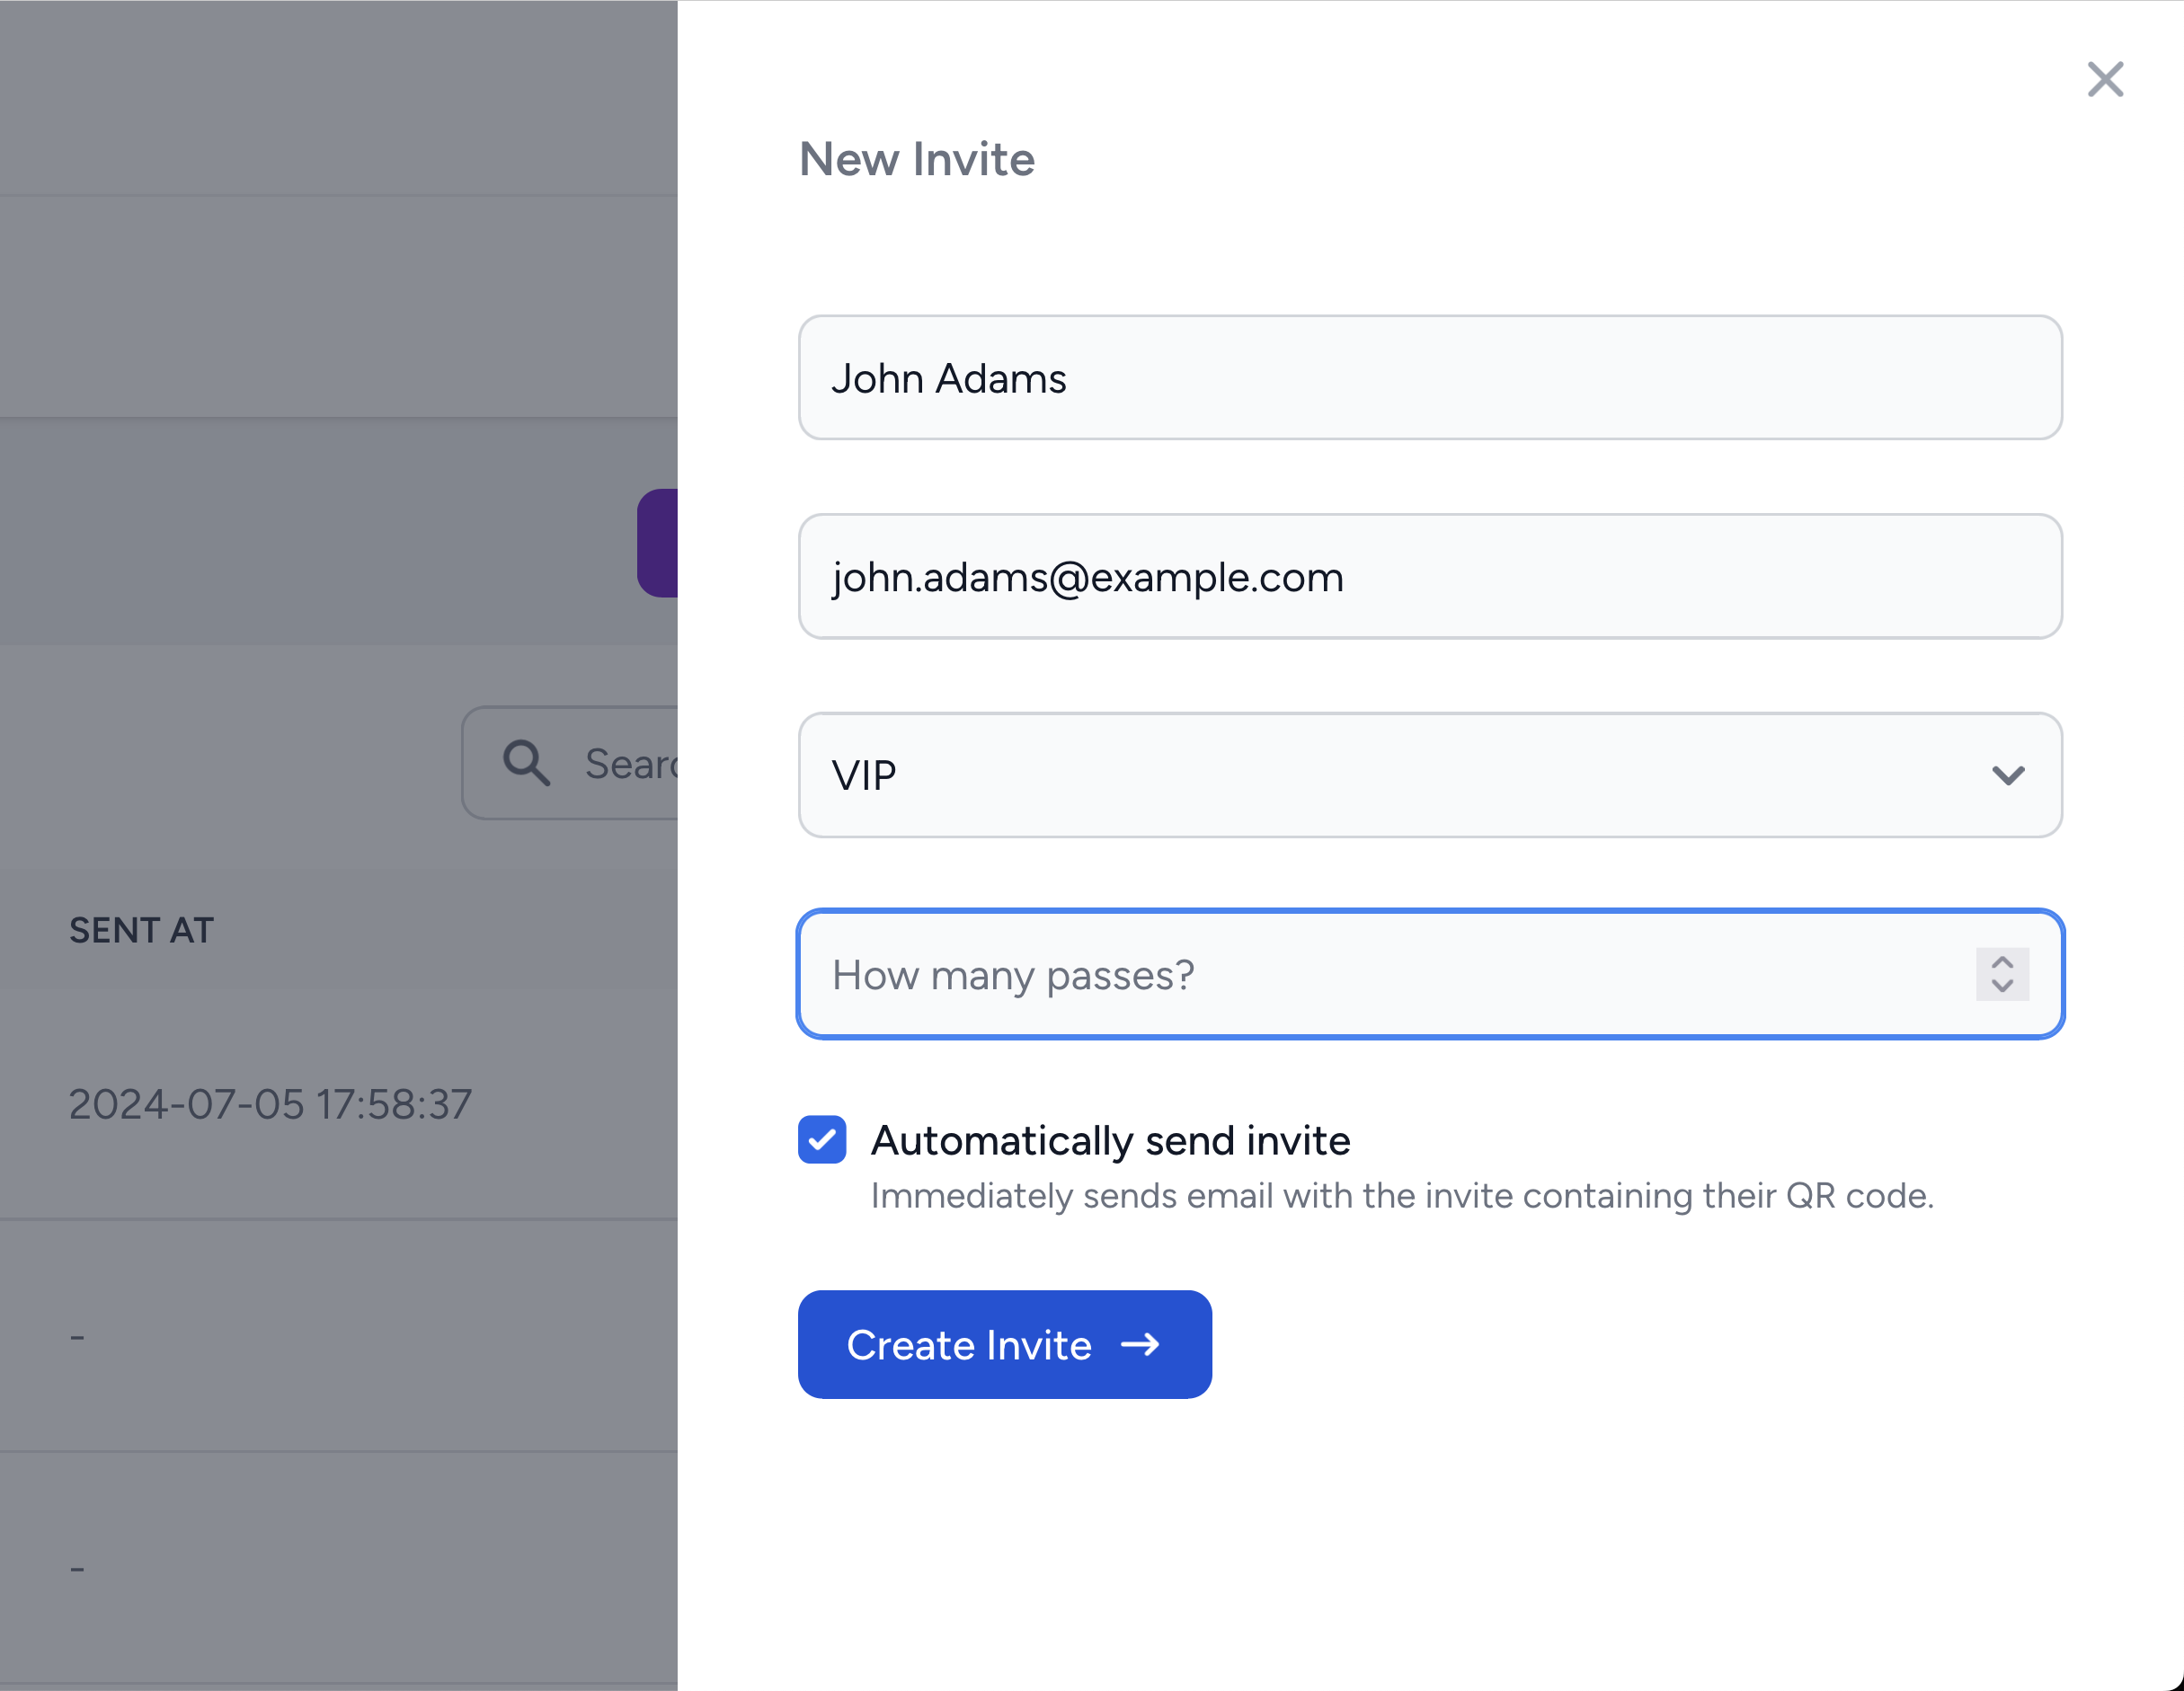 New Invite
John Adams
john.adams@example.com
VIP
How many passes?
Automatically send invite
Immediately sends email with the invite containing their QR code.
Create Invite
SENT AT
2024-07-05 17:58:37
-
-